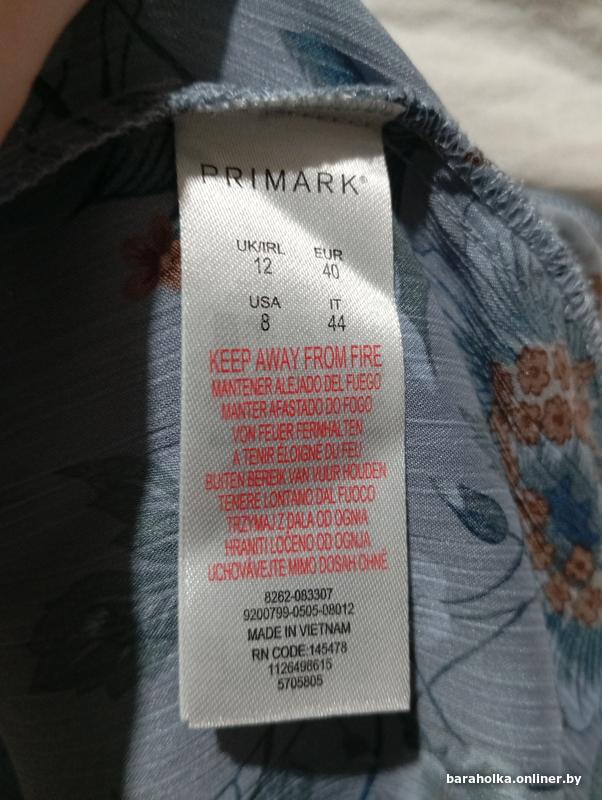 PRIMARK®
UK/IRL EUR
12 40
USA IT
8 44
KEEP AWAY FROM FIRE
MANTENER ALEJADO DEL FUEGO
MANTER AFASTADO DO FOGO
VON FEUER FERNHALTEN
A TENIR ÉLOIGNÉ DU FEU
BUITEN BEREIK VAN VUUR HOUDEN
TENERE LONTANO DAL FUOCO
TRZYMAJ Z DALA OD OGNIA
HRANITI LOČENO OD OGNJA
UCHOVÁVEJTE MIMO DOSAH OHNĚ
8262-083307
9200799-0505-08012
MADE IN VIETNAM
RN CODE:145478
1126498615
5705805
baraholka.onliner.by